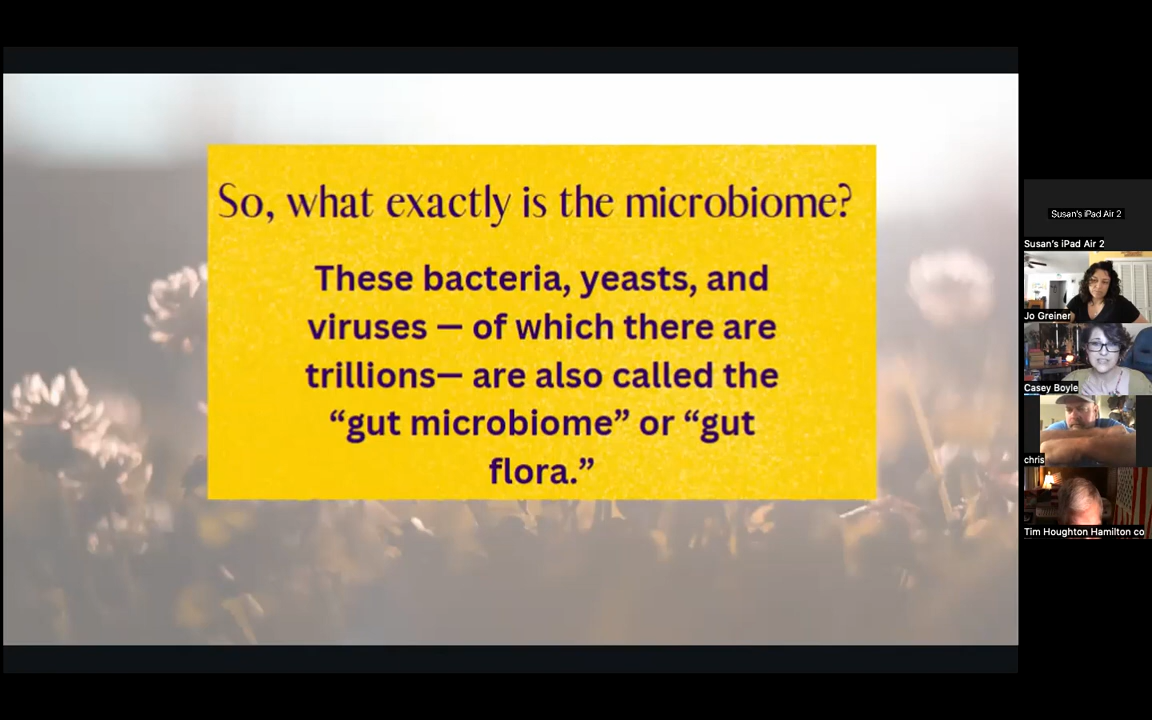 So, what exactly is the microbiome?
These bacteria, yeasts, and
viruses — of which there are
trillions— are also called the
“gut microbiome” or “gut
flora.”
Susan's iPad Air 2
Susan's iPad Air 2
Jo Greiner
Casey Boyle
chris
Tim Houghton Hamilton co